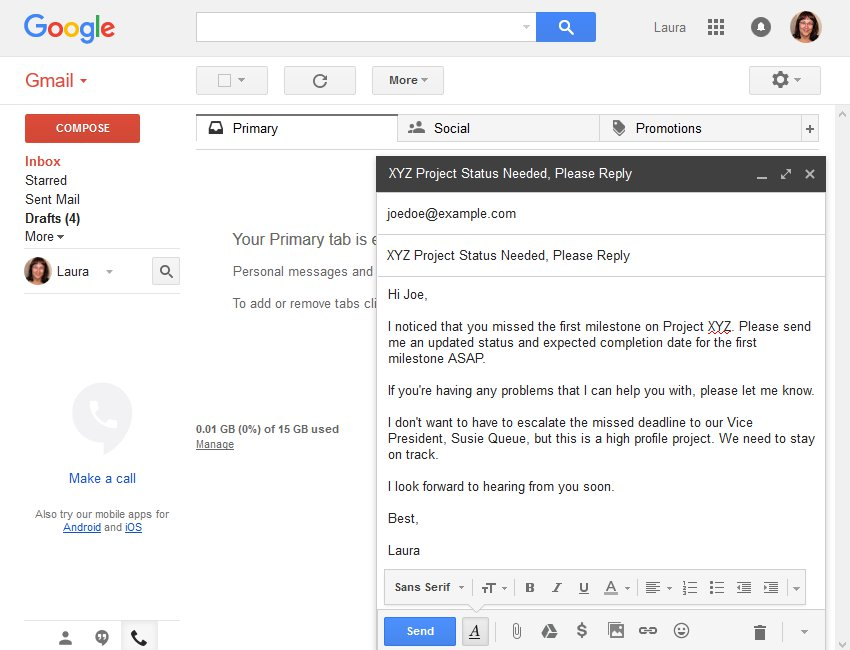 Google
Laura
Gmail
More
COMPOSE
Primary
Social
Promotions
+
Inbox
Starred
Sent Mail
Drafts (4)
More
Laura
Your Primary tab is
Personal messages and
To add or remove tabs
0.01 GB (0%) of 15 GB used
Manage
Make a call
Also try our mobile apps for
Android and iOS
XYZ Project Status Needed, Please Reply
joedoe@example.com
XYZ Project Status Needed, Please Reply
Hi Joe,
I noticed that you missed the first milestone on Project XYZ. Please send
me an updated status and expected completion date for the first
milestone ASAP.
If you're having any problems that I can help you with, please let me know.
I don't want to have to escalate the missed deadline to our Vice
President, Susie Queue, but this is a high profile project. We need to stay
on track.
I look forward to hearing from you soon.
Best,
Laura
Sans Serif
TT
B
I
U
A
Send
A
$